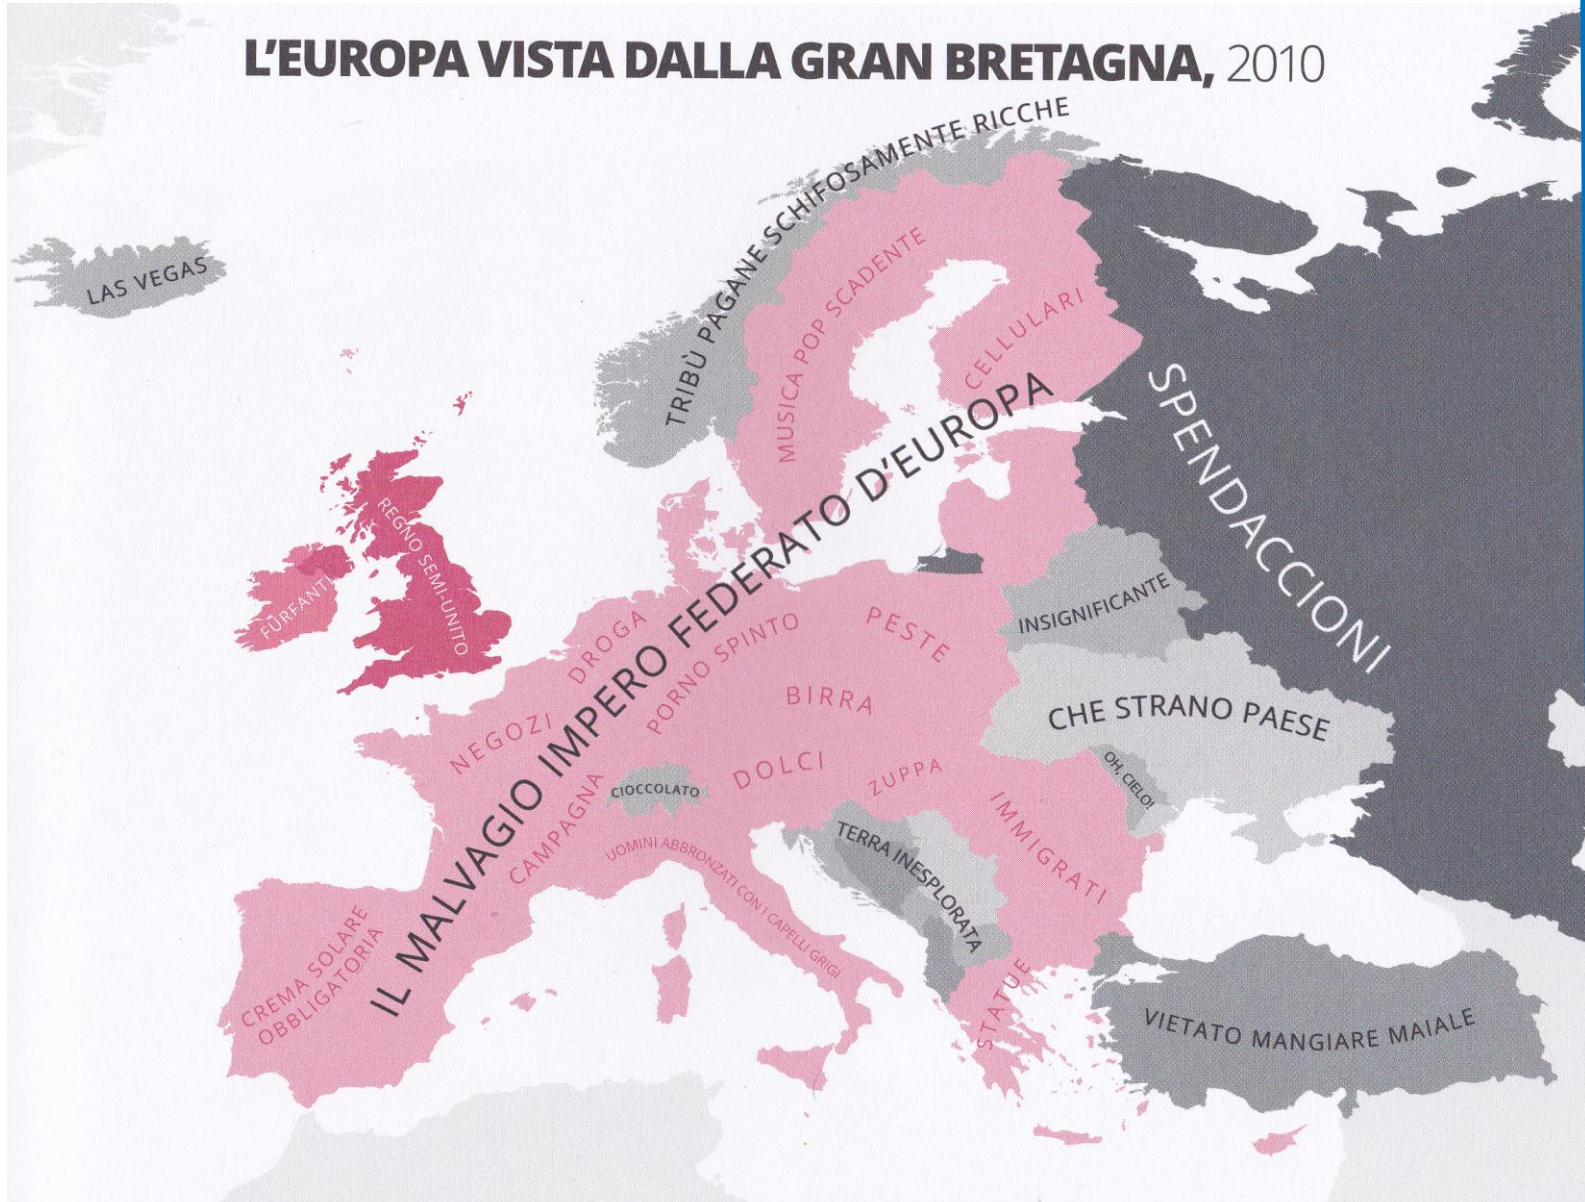 L'EUROPA VISTA DALLA GRAN BRETAGNA, 2010
TRIBÙ PAGANE SCHIFOSAMENTE RICCHE
LAS VEGAS
MUSICA POP SCADENTE
CELLULARI
SPENDACCIONI
IL MALVAGIO IMPERO FEDERATO D'EUROPA
REGNO SEMI-UNITO
FURFANTI
DROGA
PORNO SPINTO
PESTE
INSIGNIFICANTE
BIRRA
CHE STRANO PAESE
NEGOZI
DOLCI
ZUPPA
OH, CIELO!
CIOCCOLATO
CAMPAGNA
IMMIGRATI
UOMINI ABBRONZATI CON I CAPELLI GRIGI
TERRA INESPLORATA
CREMA SOLARE
OBBLIGATORIA
STATUE
VIETATO MANGIARE MAIALE